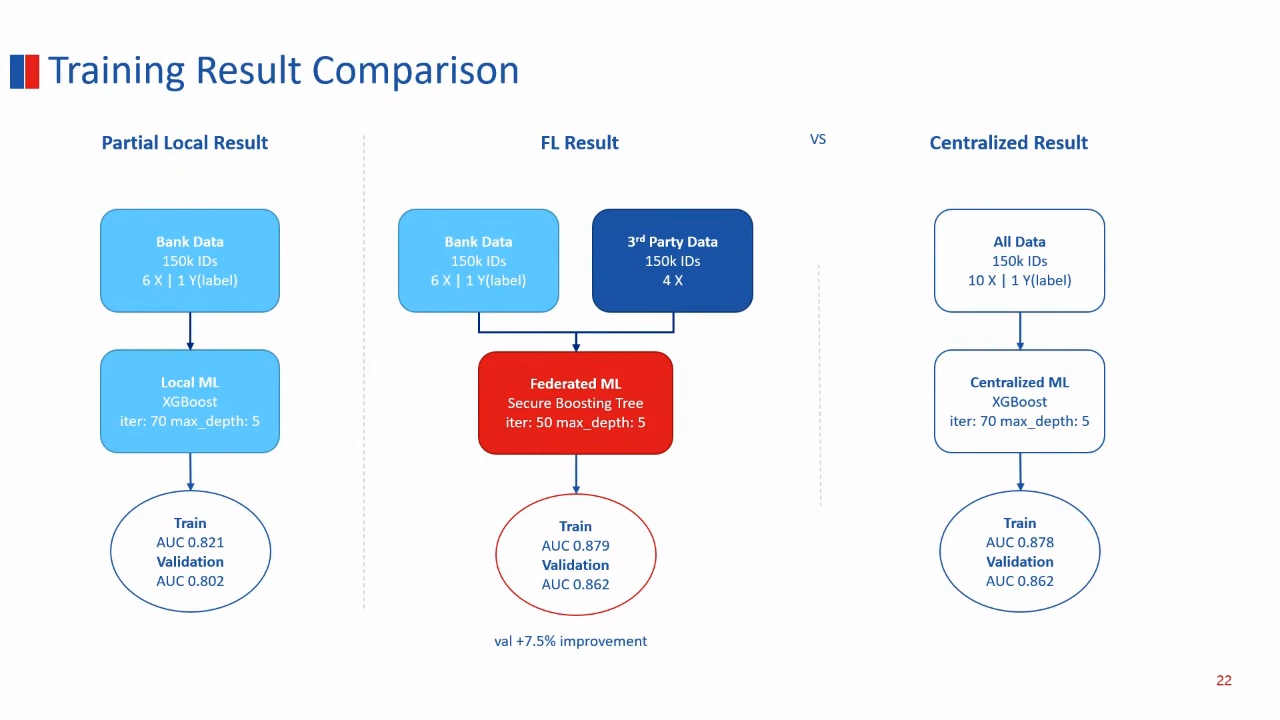 Training Result Comparison
Partial Local Result
Bank Data
150k IDs
6 X | 1 Y(label)
Local ML
XGBoost
iter: 70 max_depth: 5
Train
AUC 0.821
Validation
AUC 0.802
FL Result
Bank Data
150k IDs
6 X | 1 Y(label)
3rd Party Data
150k IDs
4 X
Federated ML
Secure Boosting Tree
iter: 50 max_depth: 5
Train
AUC 0.879
Validation
AUC 0.862
val +7.5% improvement
VS
Centralized Result
All Data
150k IDs
10 X | 1 Y(label)
Centralized ML
XGBoost
iter: 70 max_depth: 5
Train
AUC 0.878
Validation
AUC 0.862
22